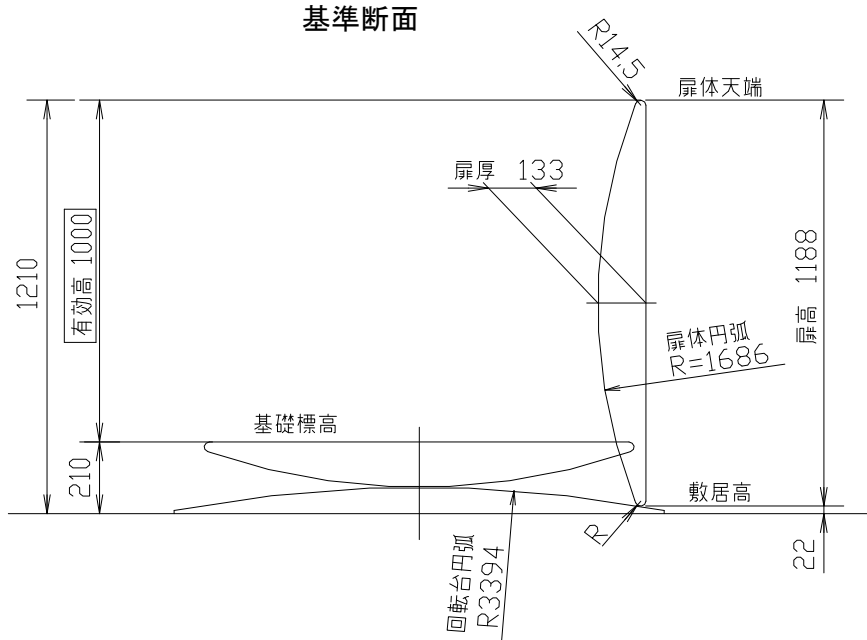 基準断面
R14,5
扉体天端
扉厚 133
1210
有効高 1000
扉高 1188
扉体円弧
R=1686
基礎標高
210
敷居高
R
22
回転台円弧
R3394